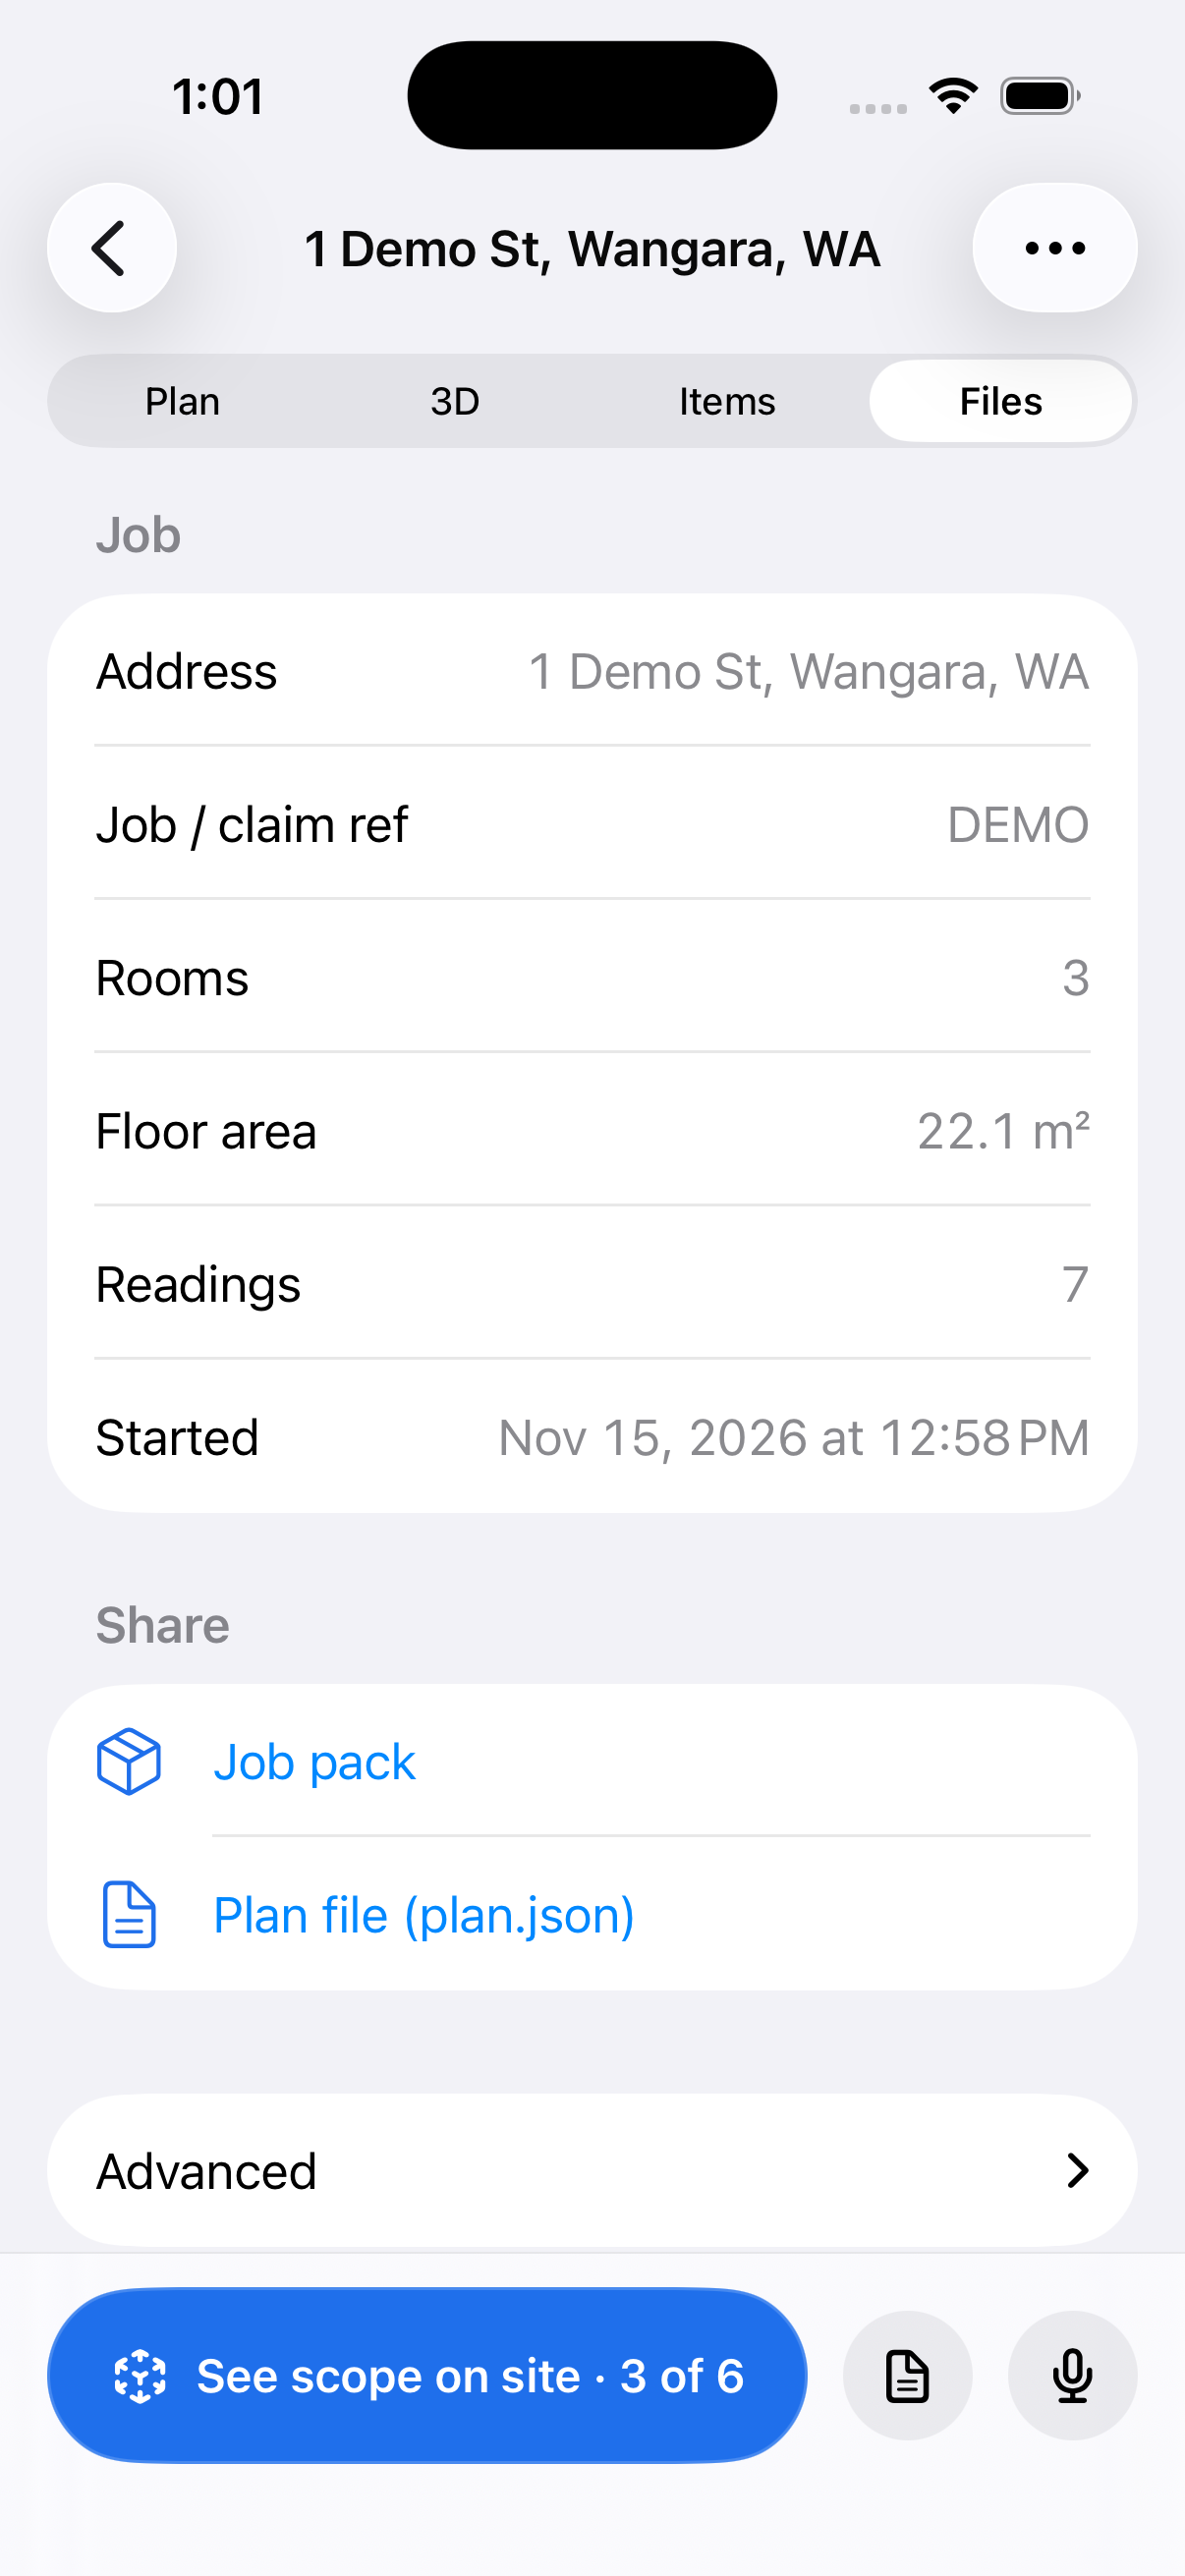 1:01
1 Demo St, Wangara, WA
Plan
3D
Items
Files
Job
Address 1 Demo St, Wangara, WA
Job / claim ref DEMO
Rooms 3
Floor area 22.1 m²
Readings 7
Started Nov 15, 2026 at 12:58 PM
Share
Job pack
Plan file (plan.json)
Advanced
See scope on site · 3 of 6